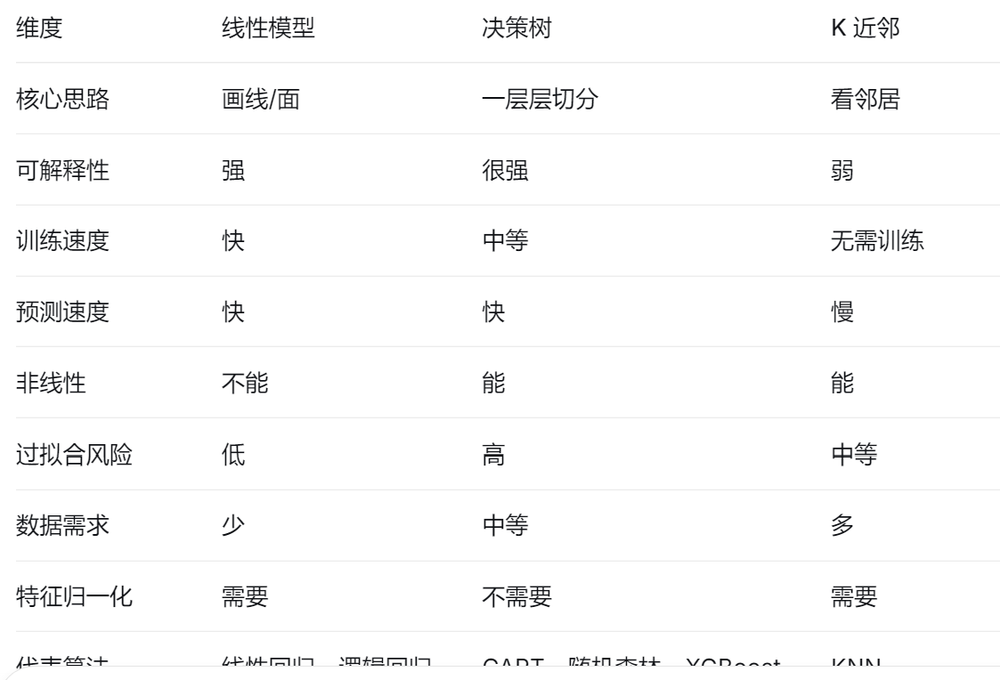 维度 线性模型 决策树 K 近邻
核心思路 画线/面 一层层切分 看邻居
可解释性 强 很强 弱
训练速度 快 中等 无需训练
预测速度 快 快 慢
非线性 不能 能 能
过拟合风险 低 高 中等
数据需求 少 中等 多
特征归一化 需要 不需要 需要
代表算法 线性回归、逻辑回归 CART、随机森林、XGBoost KNN